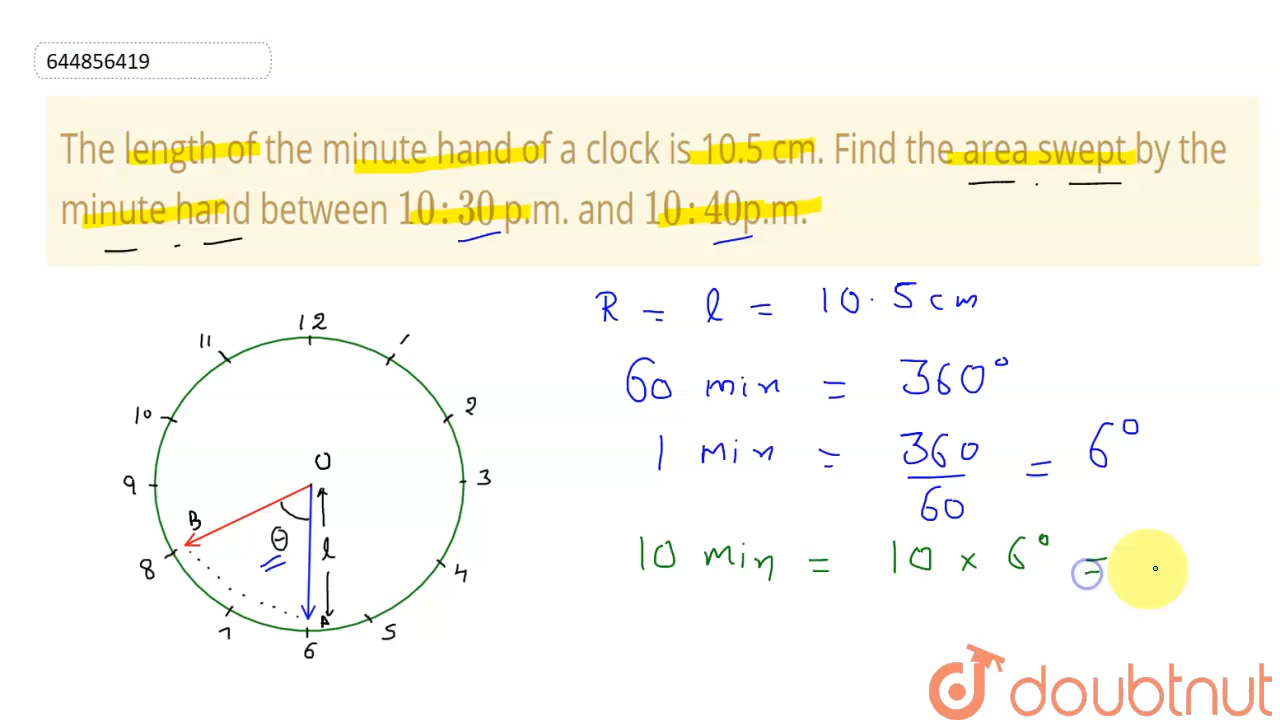 644856419
The length of the minute hand of a clock is 10.5 cm. Find the area swept by the
minute hand between 10:30 p.m. and 10:40p.m.
R = l = 10.5 cm
60 min = 360°
1 min = 360/60 = 6°
10 min = 10 × 6° =
12
11
1
10
2
O
9
3
B
θ
l
8
4
A
7
5
6
doubtnut